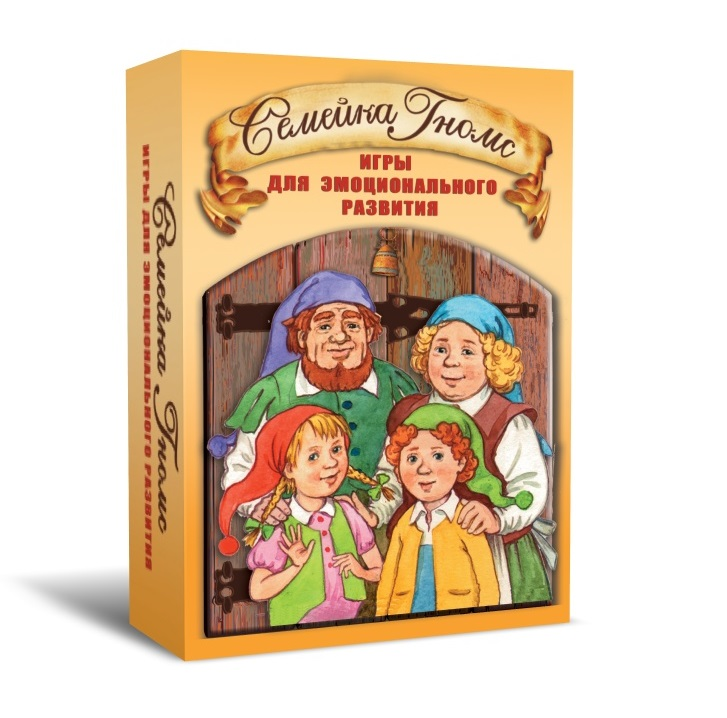 Семейка Гномс
ИГРЫ
ДЛЯ ЭМОЦИОНАЛЬНОГО
РАЗВИТИЯ
Семейка Гномс
ИГРЫ ДЛЯ ЭМОЦИОНАЛЬНОГО РАЗВИТИЯ